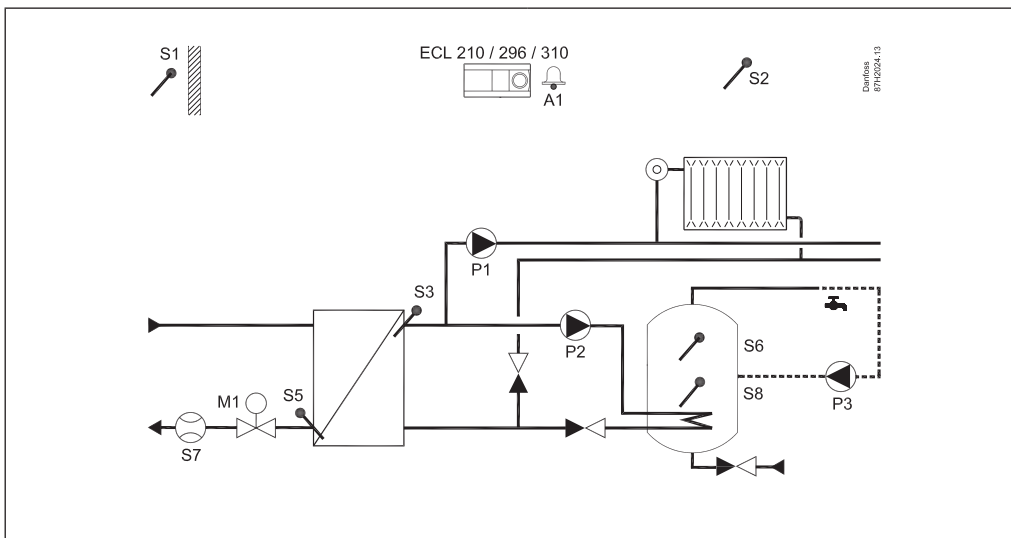 S1
ECL 210 / 296 / 310
A1
S2
Danfoss
87H2024.13
P1
S3
P2
S6
S8
P3
M1
S5
S7